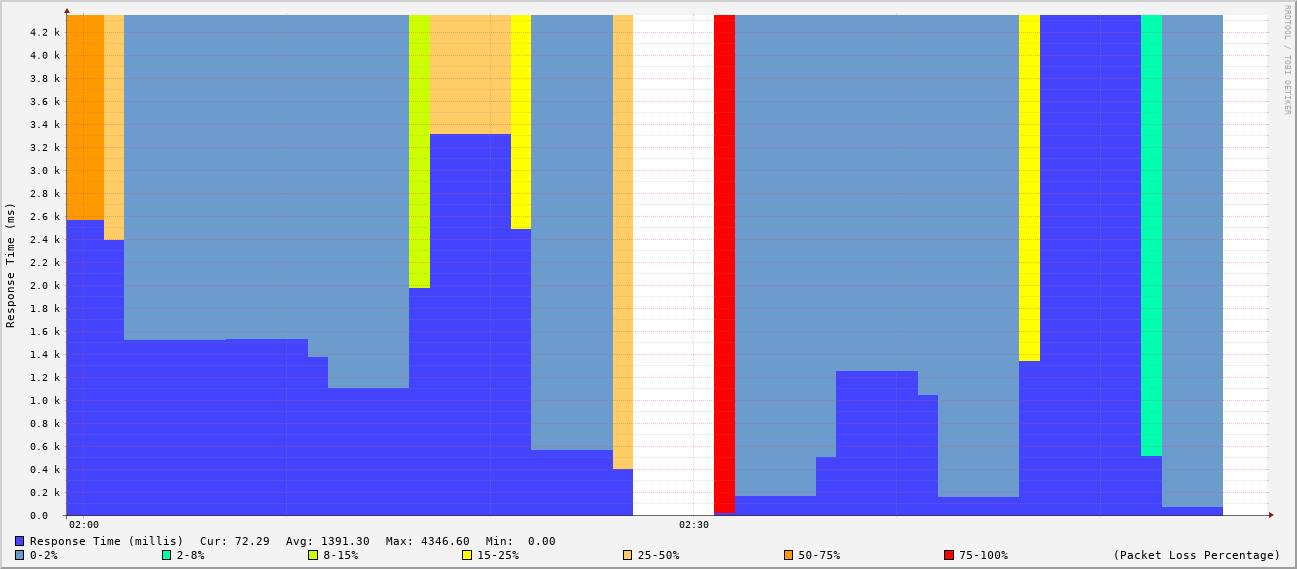 RRDTOOL / TOBI OETIKER
Response Time (ms)
4.2 k
4.0 k
3.8 k
3.6 k
3.4 k
3.2 k
3.0 k
2.8 k
2.6 k
2.4 k
2.2 k
2.0 k
1.8 k
1.6 k
1.4 k
1.2 k
1.0 k
0.8 k
0.6 k
0.4 k
0.2 k
0.0
02:00 02:30
Response Time (millis) Cur: 72.29 Avg: 1391.30 Max: 4346.60 Min: 0.00
0-2% 2-8% 8-15% 15-25% 25-50% 50-75% 75-100% (Packet Loss Percentage)